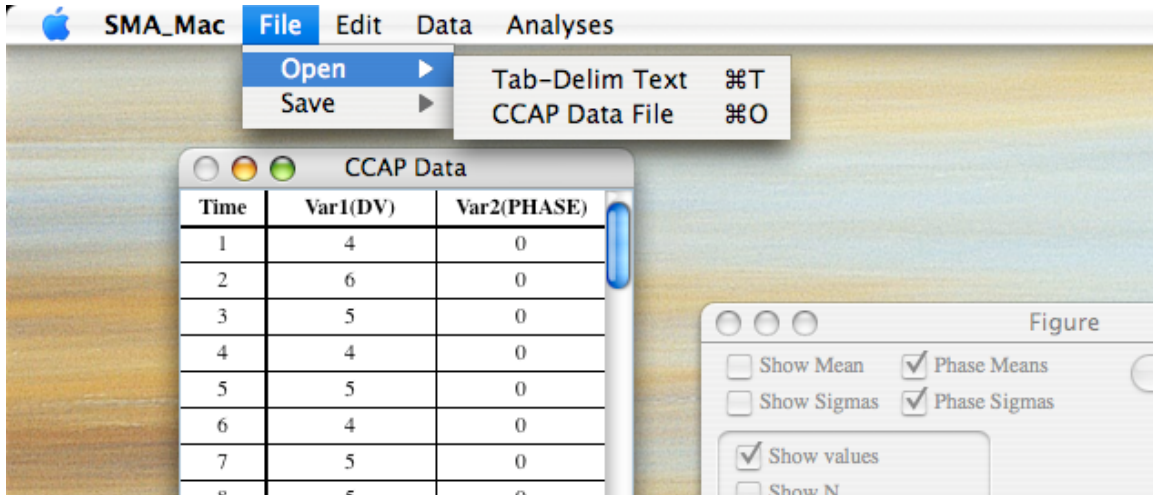 SMA_Mac File Edit Data Analyses
Open
Save
Tab-Delim Text ⌘T
CCAP Data File ⌘O
CCAP Data
Time Var1(DV) Var2(PHASE)
1 4 0
2 6 0
3 5 0
4 4 0
5 5 0
6 4 0
7 5 0
Figure
Show Mean Phase Means
Show Sigmas Phase Sigmas
Show values
Show N